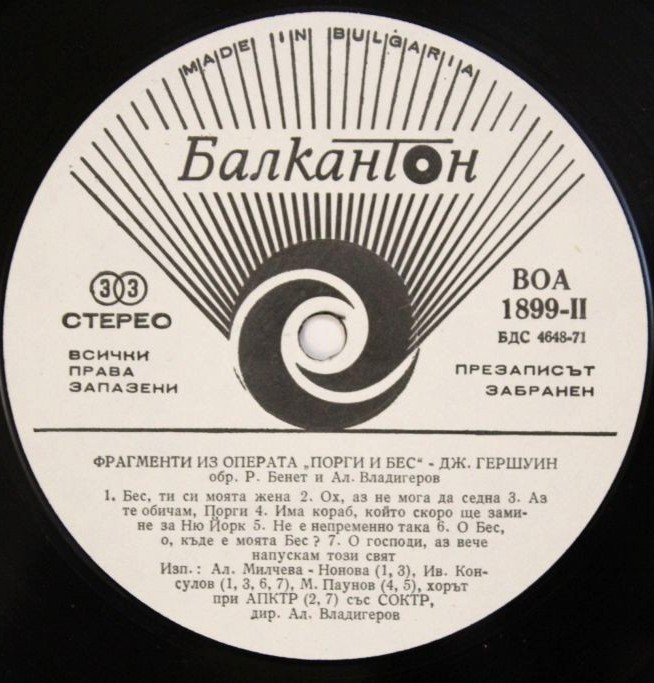 MADE IN BULGARIA
Балкантон
33
СТЕРЕО
ВСИЧКИ
ПРАВА
ЗАПАЗЕНИ
ВОА
1899-II
БДС 4648-71
ПРЕЗАПИСЪТ
ЗАБРАНЕН
ФРАГМЕНТИ ИЗ ОПЕРАТА „ПОРГИ И БЕС“ - ДЖ. ГЕРШУИН
обр. Р. Бенет и Ал. Владигеров
1. Бес, ти си моята жена 2. Ох, аз не мога да седна 3. Аз
те обичам, Порги 4. Има кораб, който скоро ще зами-
не за Ню Йорк 5. Не е непременно така 6. О Бес,
о, къде е моята Бес? 7. О господи, аз вече
напускам този свят
Изп.: Ал. Милчева - Нонова (1, 3), Ив. Кон-
сулов (1, 3, 6, 7), М. Паунов (4, 5), хорът
при АПКТР (2, 7) със СОКТР,
дир. Ал. Владигеров